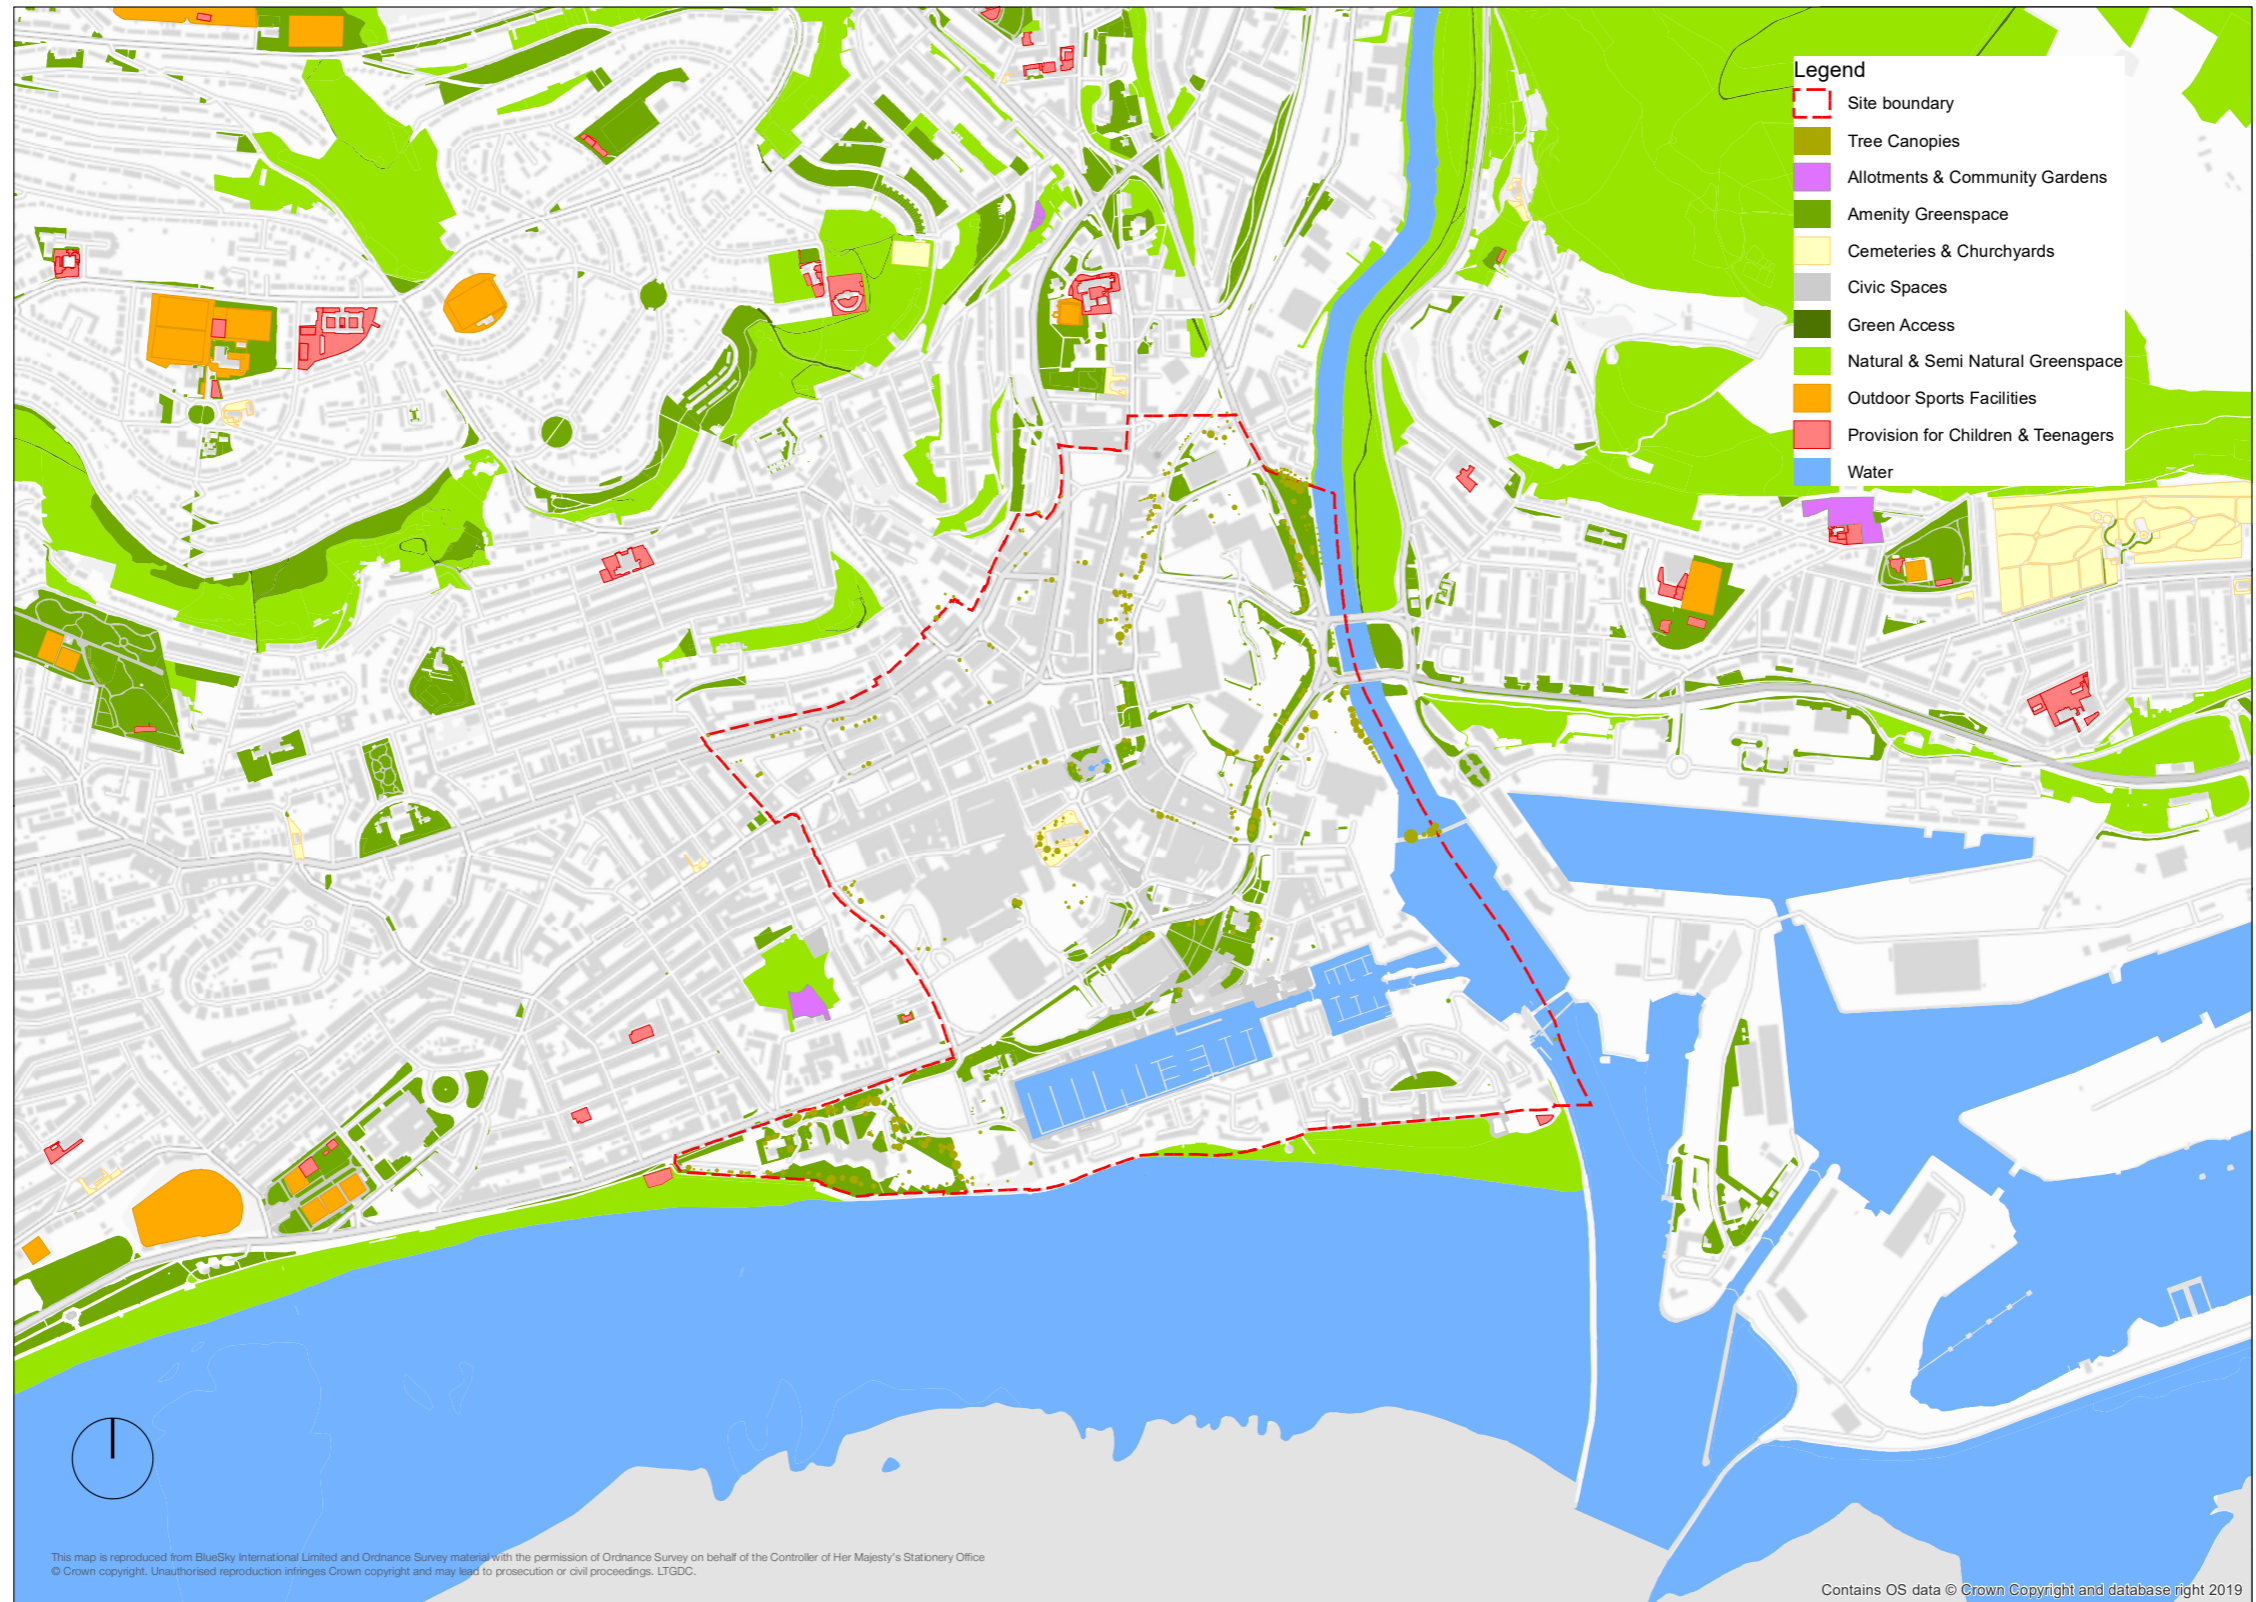 Legend
Site boundary
Tree Canopies
Allotments & Community Gardens
Amenity Greenspace
Cemeteries & Churchyards
Civic Spaces
Green Access
Natural & Semi Natural Greenspace
Outdoor Sports Facilities
Provision for Children & Teenagers
Water
This map is reproduced from BlueSky International Limited and Ordnance Survey material with the permission of Ordnance Survey on behalf of the Controller of Her Majesty's Stationery Office
© Crown copyright. Unauthorised reproduction infringes Crown copyright and may lead to prosecution or civil proceedings. LTGDC.
Contains OS data © Crown Copyright and database right 2019